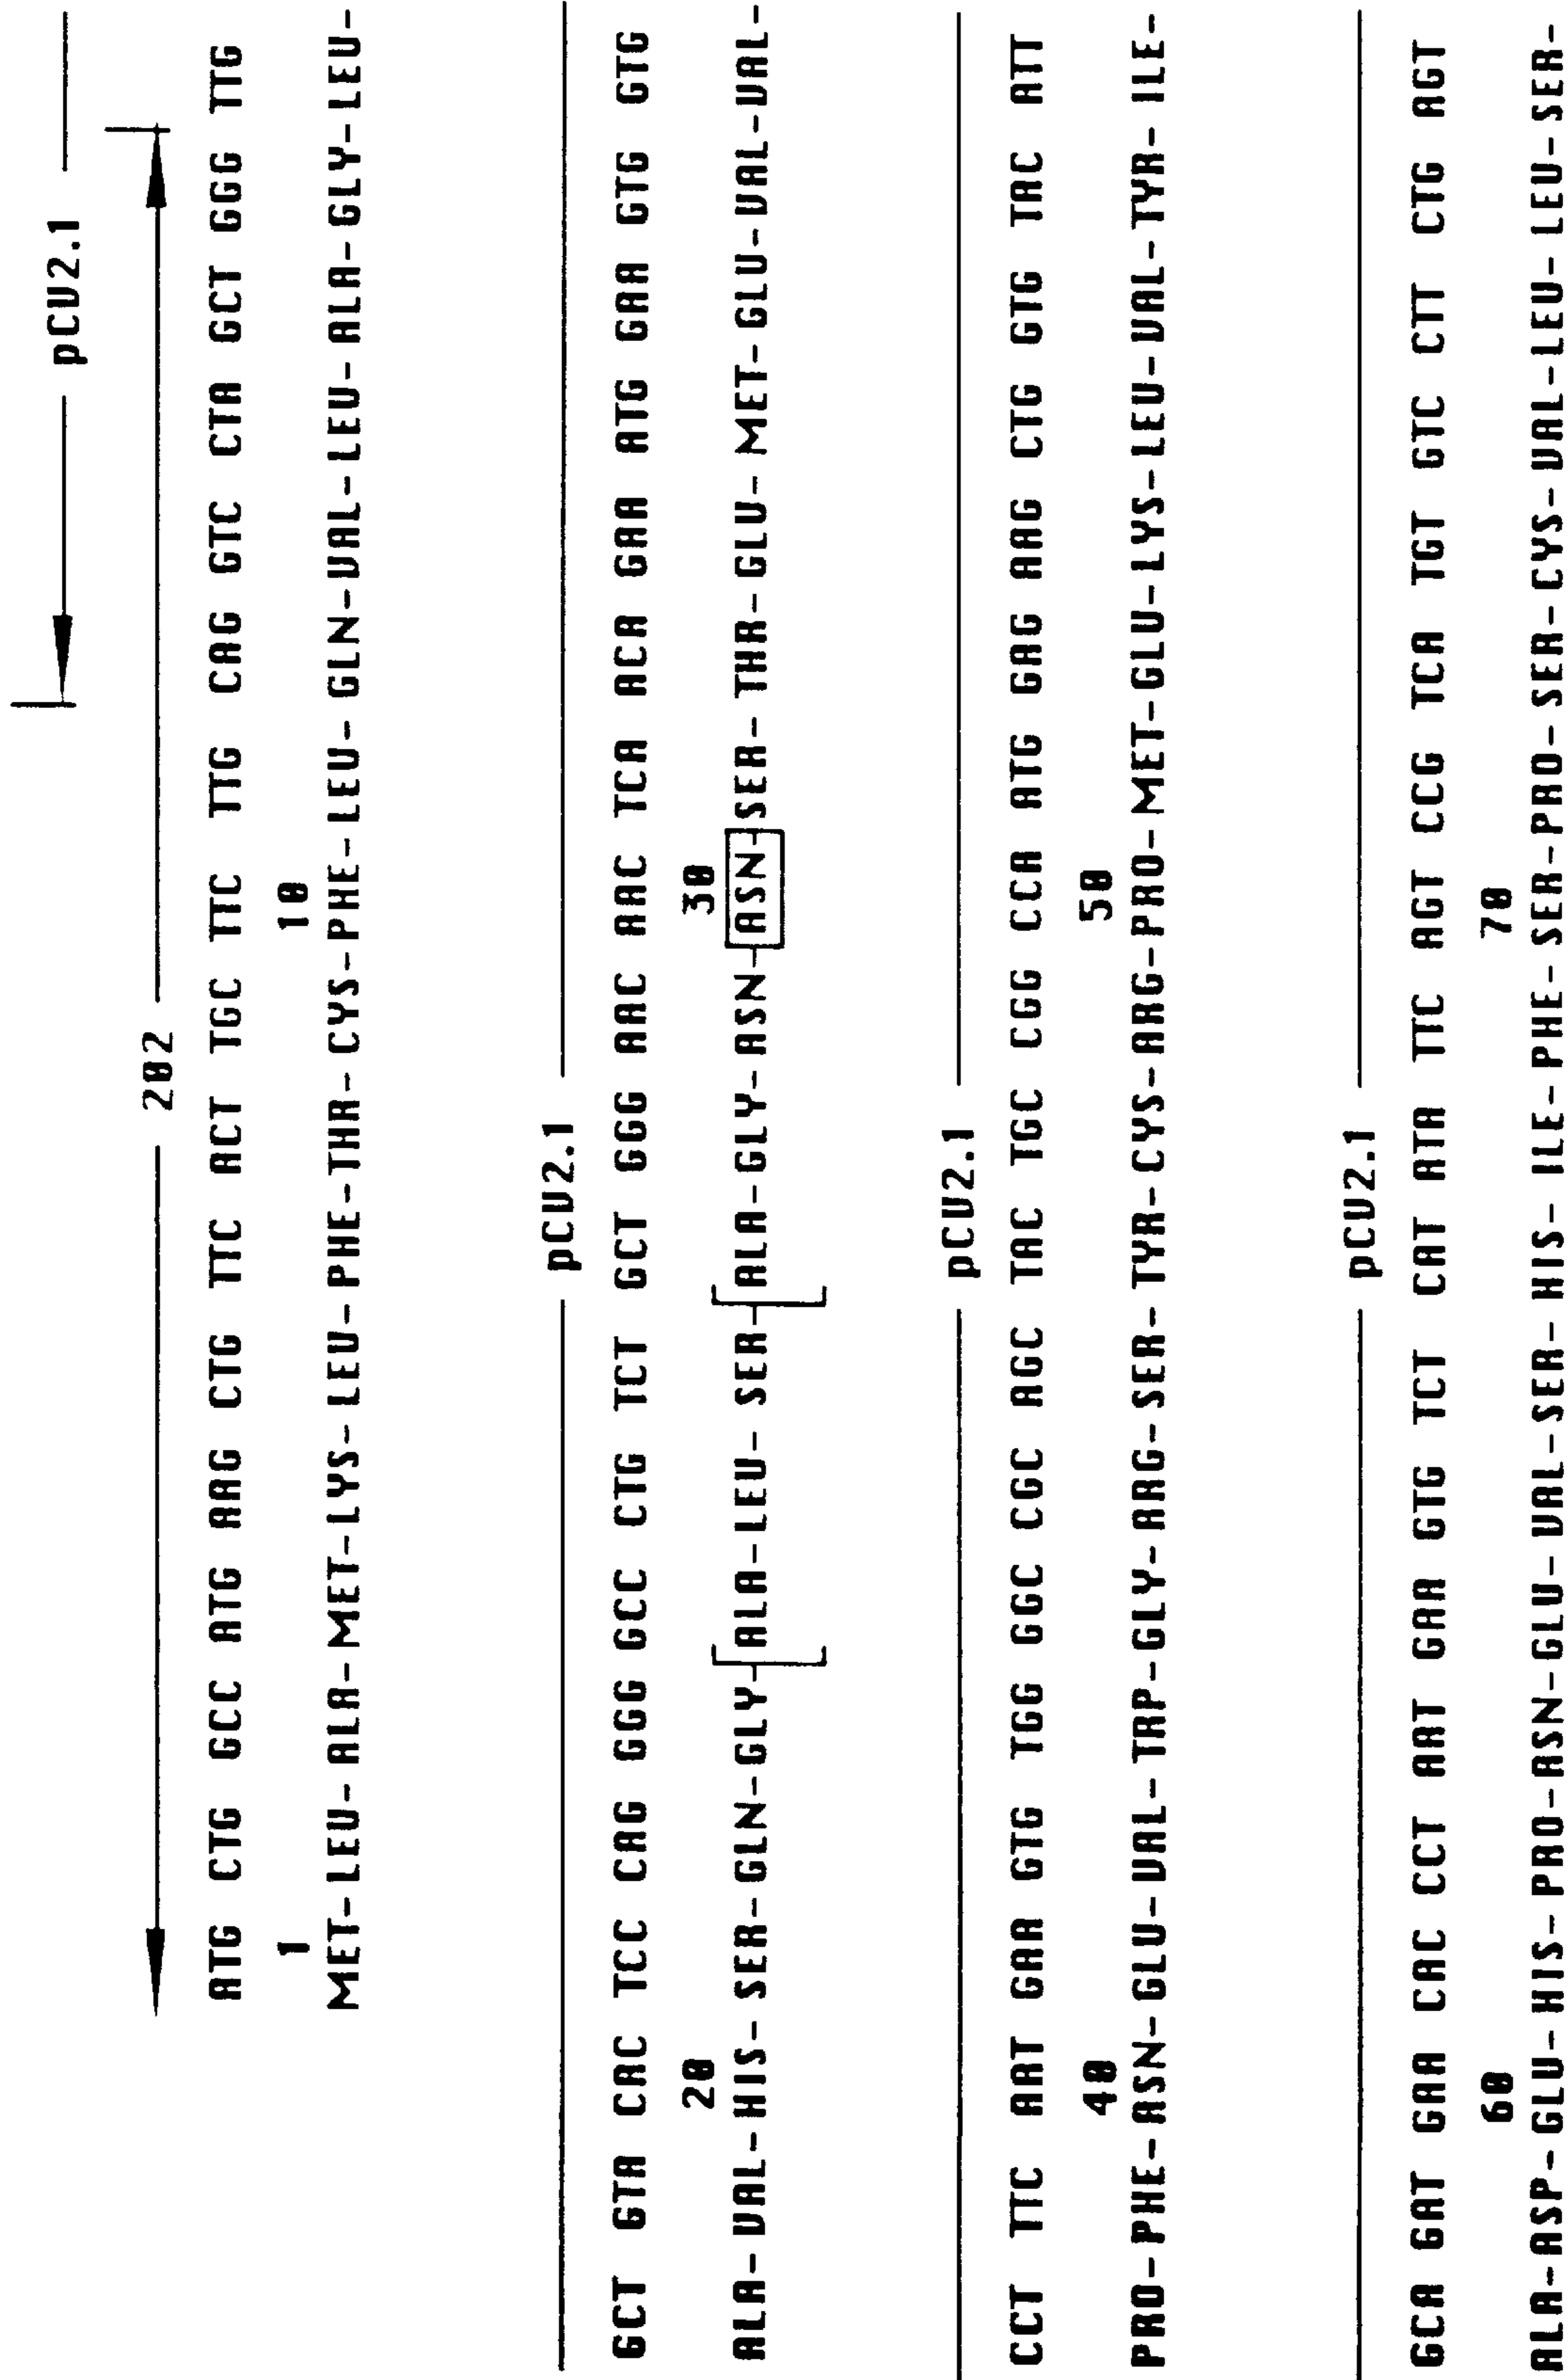 pCV2.1
202
ATG CTG GCC ATG AAG CTG TTC ACT TGC TTC TTG CAG GTC CTA GCT GGG TTG
1 10
MET-LEU-ALA-MET-LYS-LEU-PHE-THR-CYS-PHE-LEU-GLN-VAL-LEU-ALA-GLY-LEU-
pCV2.1
GCT GTA CAC TCC CAG GGG GCC CTG TCT GCT GGG AAC AAC TCA ACA GAA ATG GAA GTG GTG
20 30
ALA-VAL-HIS-SER-GLN-GLY-[ALA-LEU-SER-[ALA-GLY-ASN-ASN-SER-THR-GLU-MET-GLU-VAL-VAL-
pCV2.1
CCT TTC AAT GAA GTG TGG GGC CGC AGC TAC TGC CGG CCA ATG GAG AAG CTG GTG TAC ATT
40 50
PRO-PHE-ASN-GLU-VAL-TRP-GLY-ARG-SER-TYR-CYS-ARG-PRO-MET-GLU-LYS-LEU-VAL-TYR-ILE-
pCV2.1
GCA GAT GAA CAC CCT AAT GAA GTG TCT CAT ATA TTC AGT CCG TCA TGT GTC CTT CTG AGT
60 70
ALA-ASP-GLU-HIS-PRO-ASN-GLU-VAL-SER-HIS-ILE-PHE-SER-PRO-SER-CYS-VAL-LEU-LEU-SER-